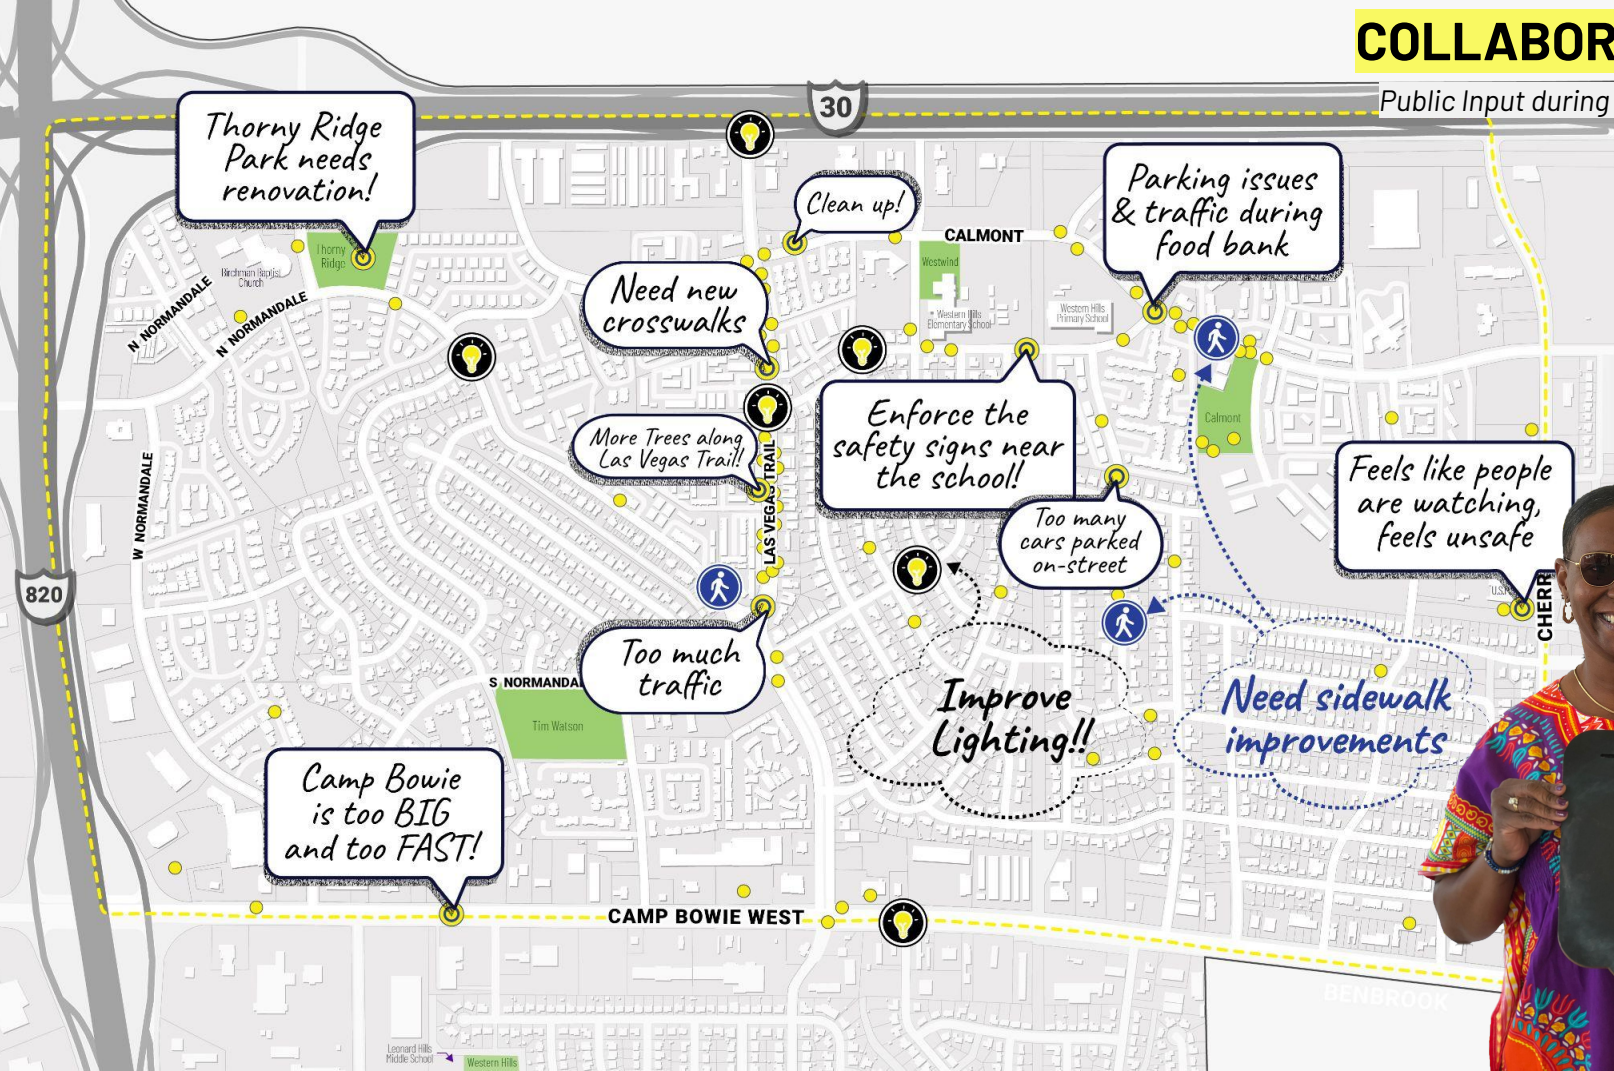 COLLABOR
Public Input during
30
Thorny Ridge
Park needs
renovation!
Clean up!
Parking issues
& traffic during
food bank
CALMONT
Thorny
Ridge
Birchman Baptist
Church
Westwind
N NORMANDALE
N NORMANDALE
Need new
crosswalks
Western Hills
Elementary School
Western Hills
Primary School
Enforce the
safety signs near
the school!
Calmont
More Trees along
Las Vegas Trail!
LAS VEGAS TRAIL
W NORMANDALE
Feels like people
are watching,
feels unsafe
Too many
cars parked
on-street
820
CHERR
Too much
traffic
S NORMANDA
Tim Watson
Improve
Lighting!!
Need sidewalk
improvements
Camp Bowie
is too BIG
and too FAST!
CAMP BOWIE WEST
BENBROOK
Leonard Hills
Middle School
Western Hills